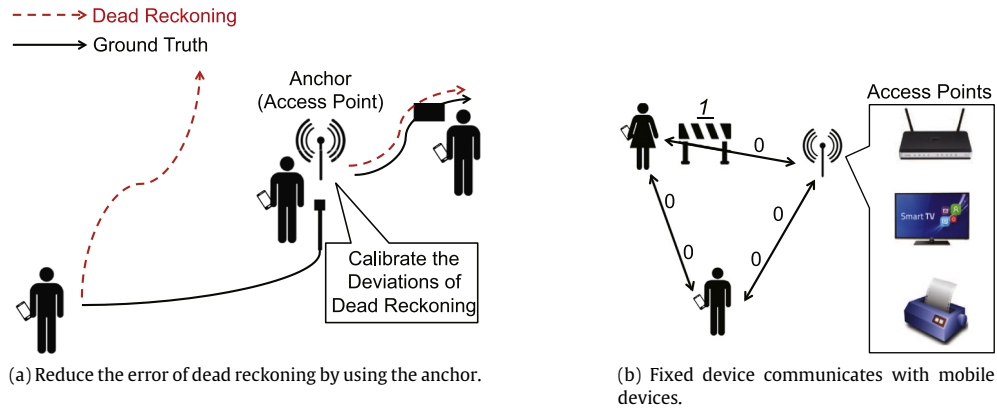 Dead Reckoning
Ground Truth
Anchor
(Access Point)
Calibrate the
Deviations of
Dead Reckoning
(a) Reduce the error of dead reckoning by using the anchor.
Access Points
1
0
0
0
0
0
Smart TV
(b) Fixed device communicates with mobile
devices.